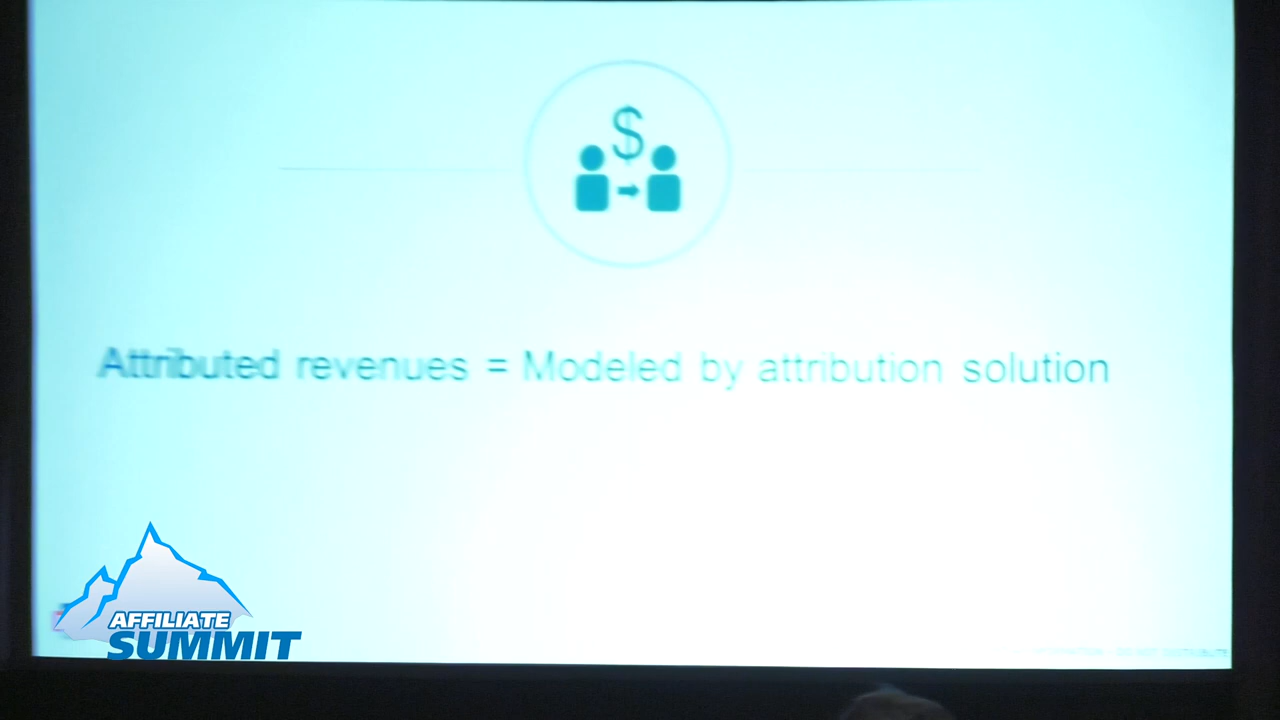 $
Attributed revenues = Modeled by attribution solution
AFFILIATE
SUMMIT